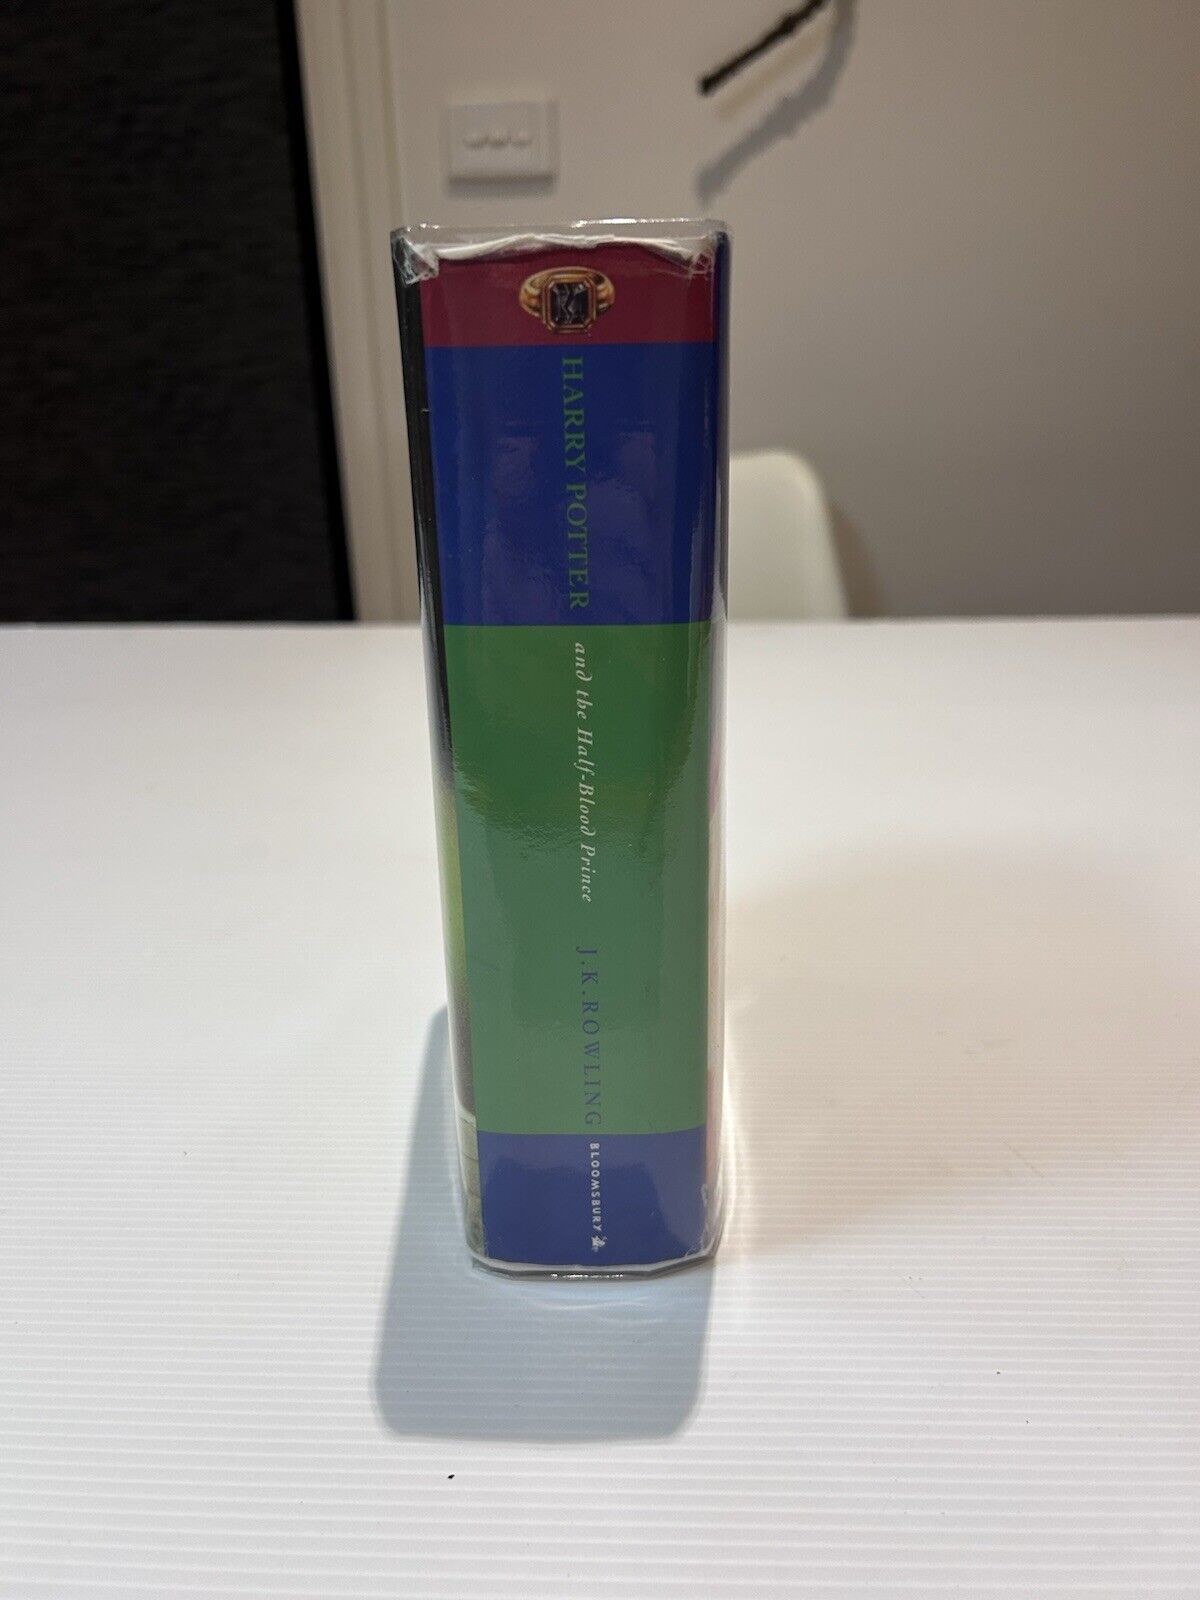 HARRY POTTER
and the Half-Blood Prince
J.K.ROWLING
BLOOMSBURY